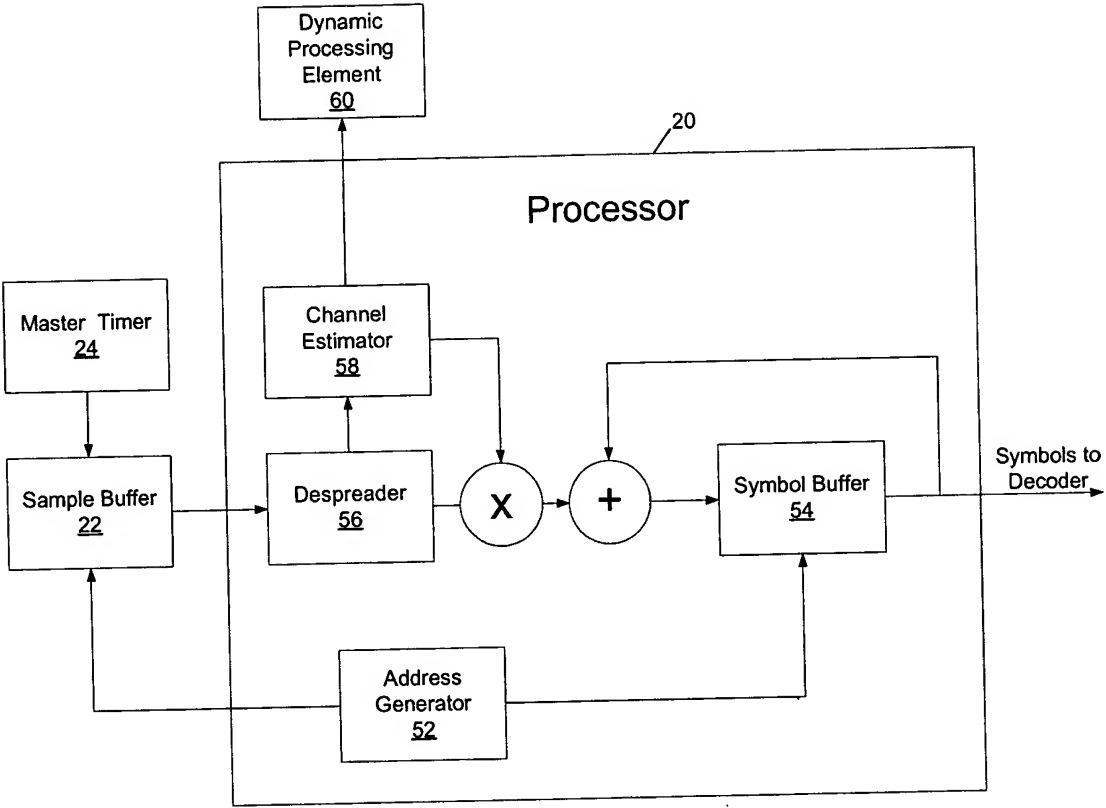 Dynamic
Processing
Element
60
20
Processor
Master Timer
24
Channel
Estimator
58
Symbols to
Decoder
Sample Buffer
22
Despreader
56
X
+
Symbol Buffer
54
Address
Generator
52